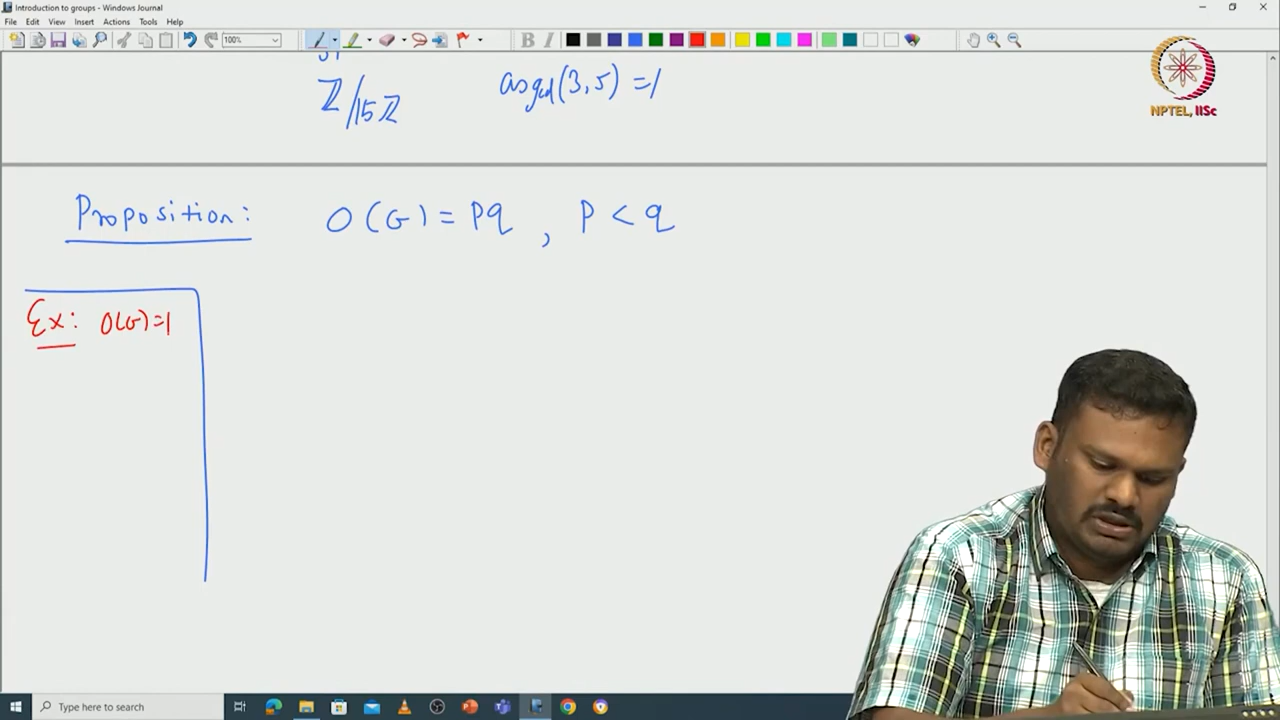 Introduction to groups - Windows Journal
File Edit View Insert Actions Tools Help
100%
B I
NPTEL, IISc
ℤ/15ℤ as gcd(3,5) = 1
Proposition: O(G) = pq , p < q
Ex: O(G)=1
Type here to search